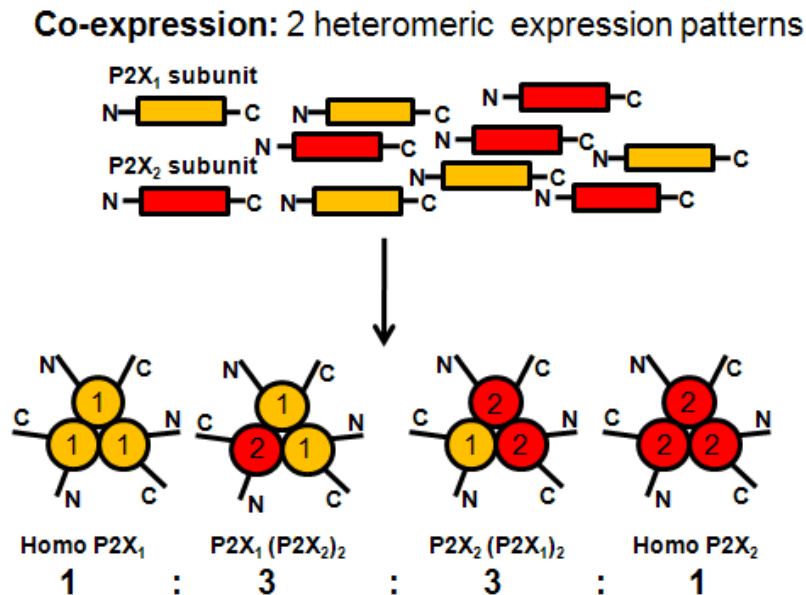 Co-expression: 2 heteromeric expression patterns
P2X₁ subunit
N C N C N C
N C N C N C
P2X₂ subunit
N C
N C N C N C
N C N C N C N C
1 1 2 2
C N C N C N C N
1 1 2 1 1 2 2 2
N C N C N C N C
Homo P2X₁ P2X₁ (P2X₂)₂ P2X₂ (P2X₁)₂ Homo P2X₂
1 : 3 : 3 : 1